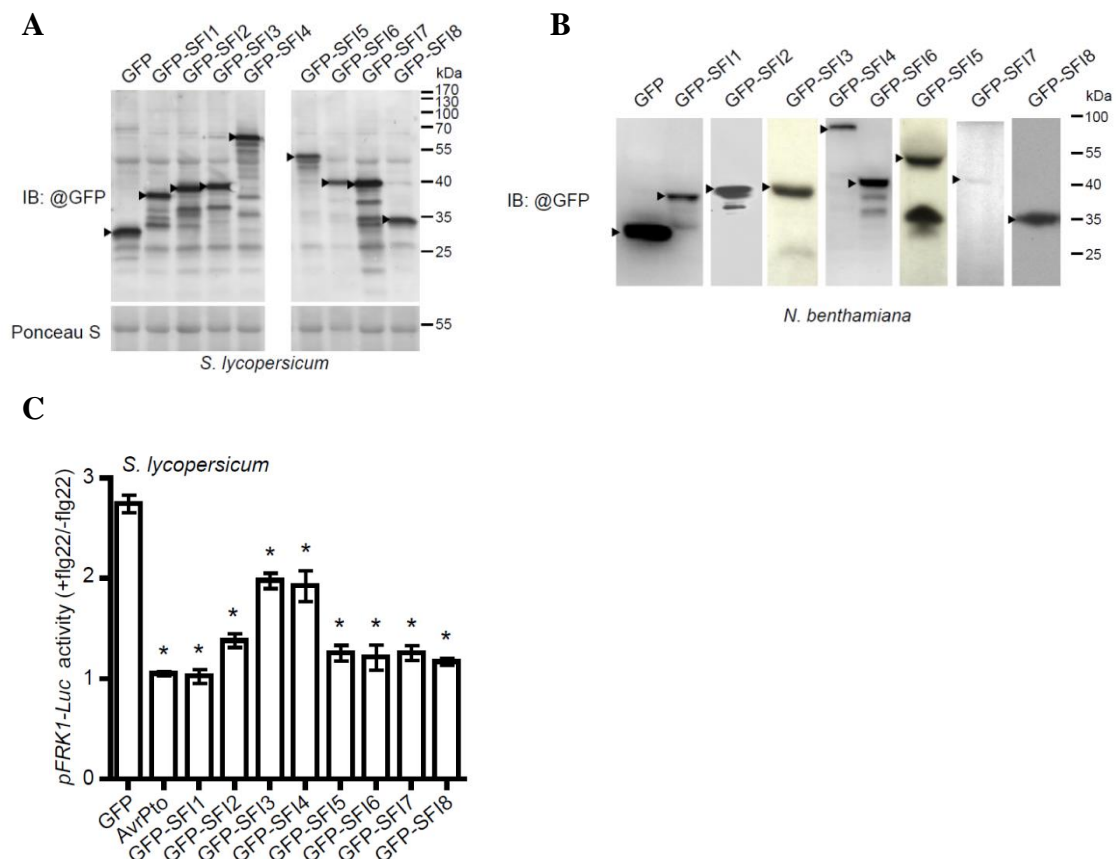 A
GFP
GFP-SFI1
GFP-SFI2
GFP-SFI3
GFP-SFI4
GFP-SFI5
GFP-SFI6
GFP-SFI7
GFP-SFI8
kDa
170
130
100
70
55
40
35
25
IB: @GFP
Ponceau S
55
S. lycopersicum
B
GFP
GFP-SFI1
GFP-SFI2
GFP-SFI3
GFP-SFI4
GFP-SFI6
GFP-SFI5
GFP-SFI7
GFP-SFI8
kDa
100
55
40
35
25
IB: @GFP
N. benthamiana
C
S. lycopersicum
pFRK1-Luc activity (+flg22/-flg22)
3
2
1
0
* * * * * * * * *
GFP
AvrPto
GFP-SFI1
GFP-SFI2
GFP-SFI3
GFP-SFI4
GFP-SFI5
GFP-SFI6
GFP-SFI7
GFP-SFI8